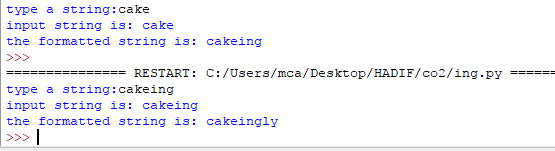 type a string:cake
input string is: cake
the formatted string is: cakeing
>>>
=============== RESTART: C:/Users/mca/Desktop/HADIF/co2/ing.py ======
type a string:cakeing
input string is: cakeing
the formatted string is: cakeingly
>>>